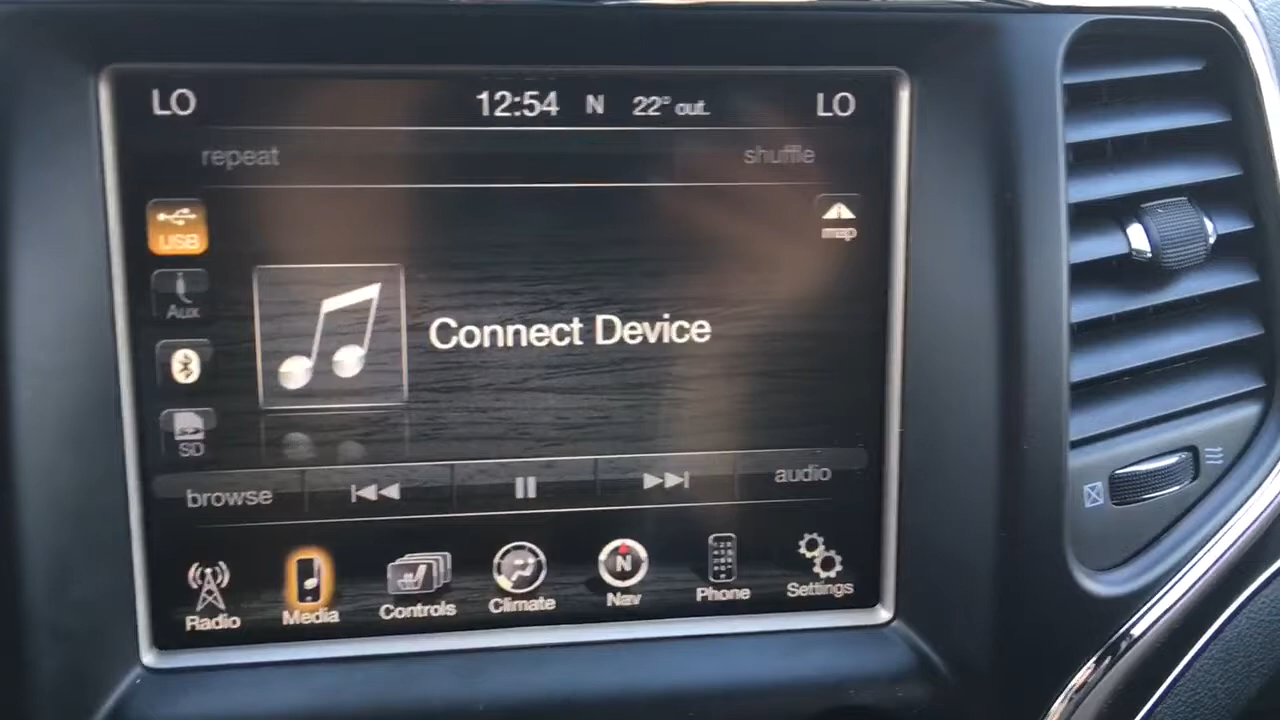 LO 12:54 N 22° out. LO
repeat shuffle
USB
map
Aux
Connect Device
SD
browse audio
N
Radio Media Controls Climate Nav Phone Settings